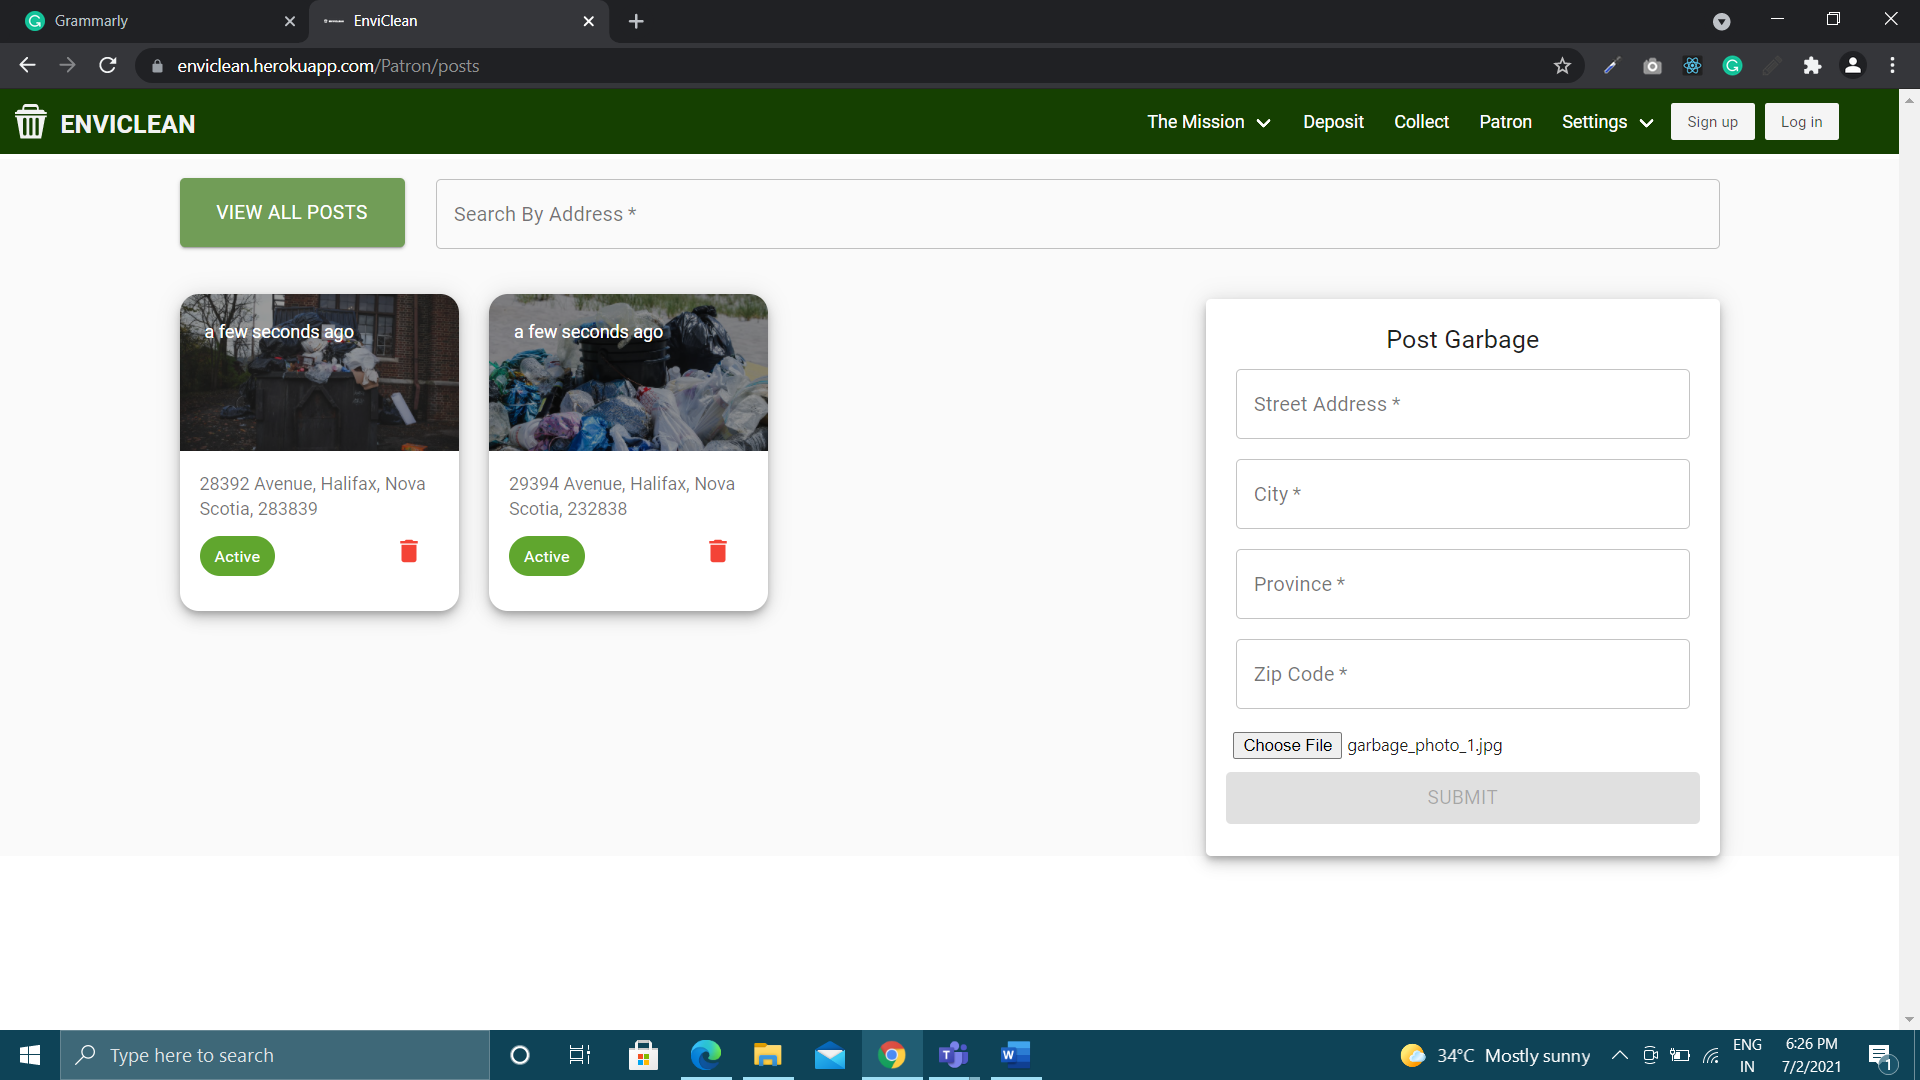 Grammarly
EnviClean
enviclean.herokuapp.com/Patron/posts
ENVICLEAN
The Mission
Deposit
Collect
Patron
Settings
Sign up
Log in
VIEW ALL POSTS
Search By Address *
a few seconds ago
28392 Avenue, Halifax, Nova
Scotia, 283839
Active
a few seconds ago
29394 Avenue, Halifax, Nova
Scotia, 232838
Active
Post Garbage
Street Address *
City *
Province *
Zip Code *
Choose File garbage_photo_1.jpg
SUBMIT
Type here to search
34°C Mostly sunny
ENG
IN
6:26 PM
7/2/2021
1